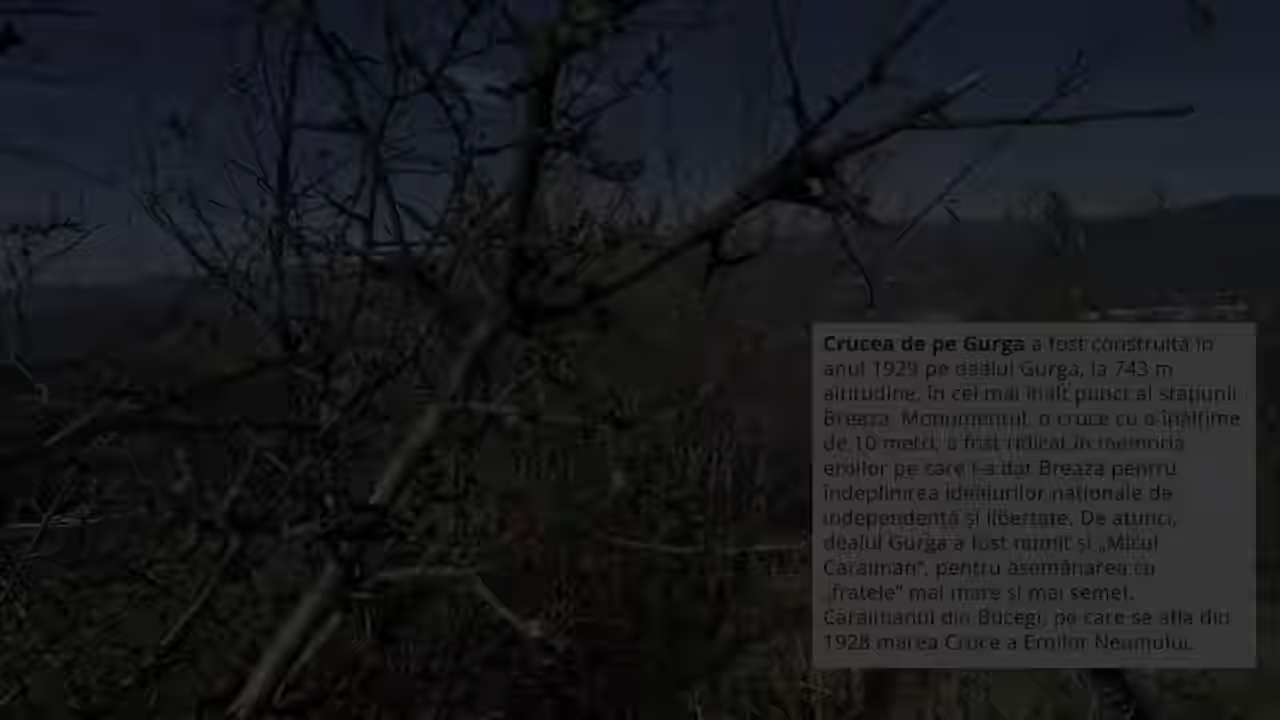 Crucea de pe Gurga a fost construită în
anul 1929 pe dealul Gurga, la 743 m
altitudine, în cel mai înalt punct al stațiunii
Breaza. Monumentul, o cruce cu o înălțime
de 10 metri, a fost ridicat în memoria
eroilor pe care i-a dat Breaza pentru
îndeplinirea idealurilor naționale de
independență și libertate. De atunci,
dealul Gurga a fost numit și „Micul
Caraiman”, pentru asemănarea cu
„fratele” mai mare și mai semeț,
Caraimanul din Bucegi, pe care se află din
1928 marea Cruce a Eroilor Neamului.